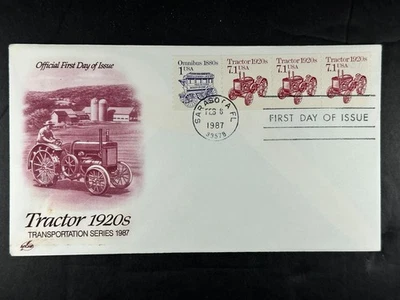 Official First Day of Issue
Omnibus 1880s
1 USA
Tractor 1920s
7.1 USA
Tractor 1920s
7.1 USA
Tractor 1920s
7.1 USA
SARASOTA, FL
FEB 6
1987
33578
FIRST DAY OF ISSUE
Tractor 1920s
TRANSPORTATION SERIES 1987